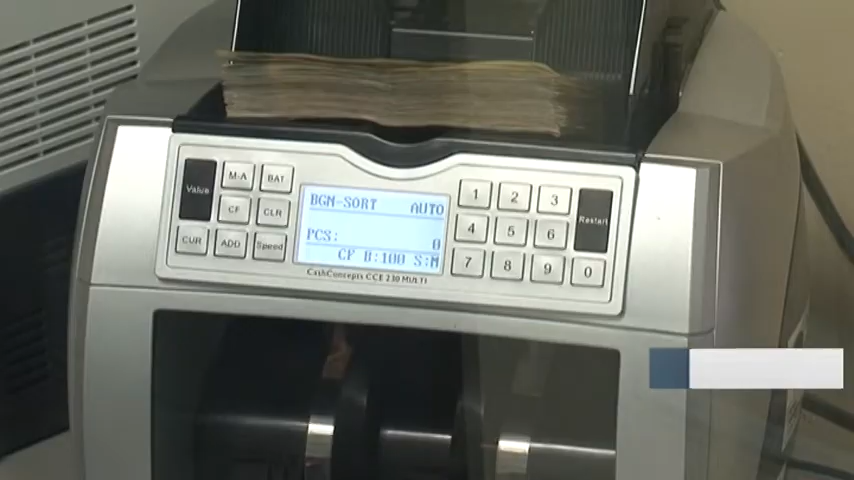 Value
M-A
BAT
CF
CLR
CUR
ADD
Speed
BGN-SORT AUTO
PCS: 0
CF B:100 S:M
CashConcepts CCE 230 MULTI
1 2 3
4 5 6
7 8 9 0
Restart